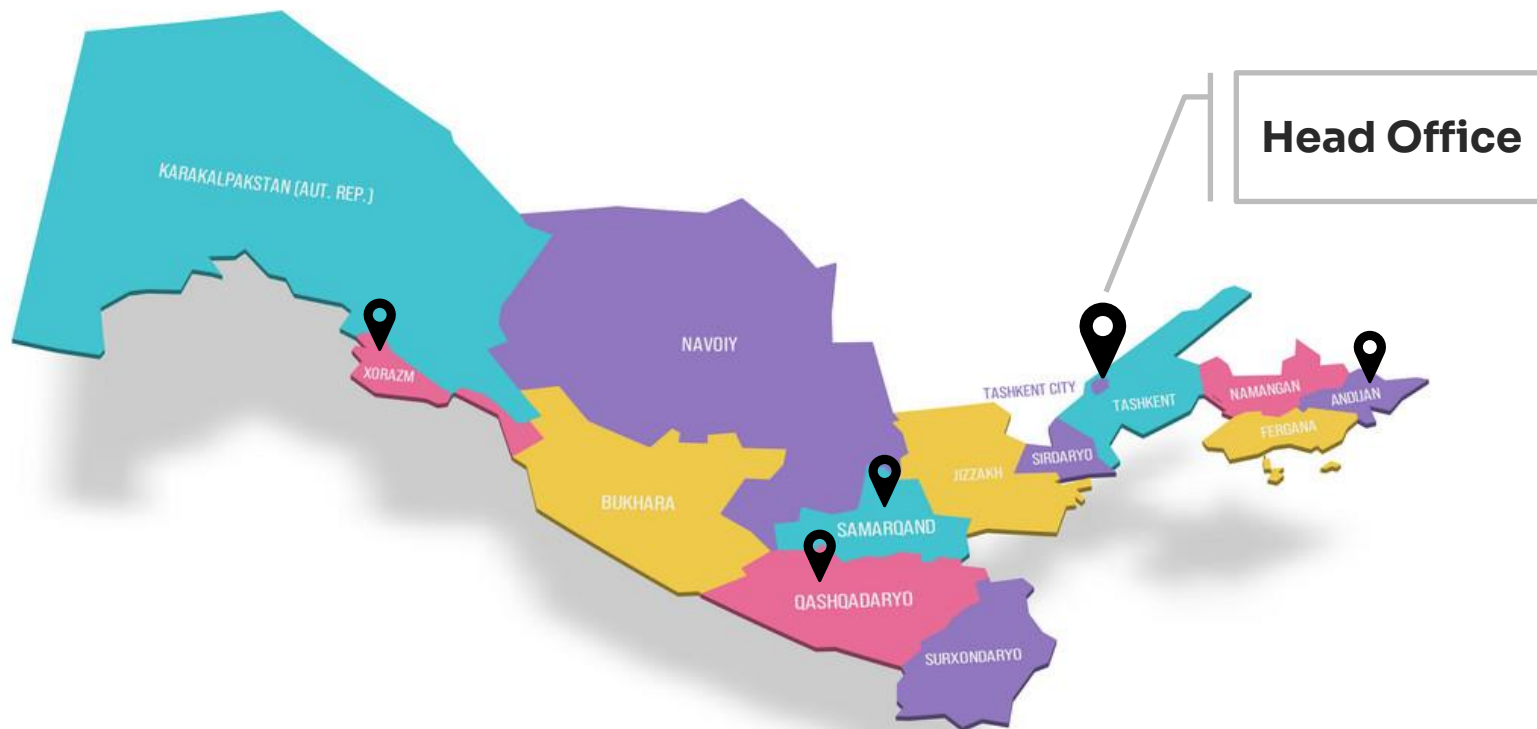 Head Office
KARAKALPAKSTAN (AUT. REP.)
NAVOIY
XORAZM
TASHKENT CITY
TASHKENT
NAMANGAN
ANDIJAN
FERGANA
SIRDARYO
JIZZAKH
BUKHARA
SAMARQAND
QASHQADARYO
SURXONDARYO